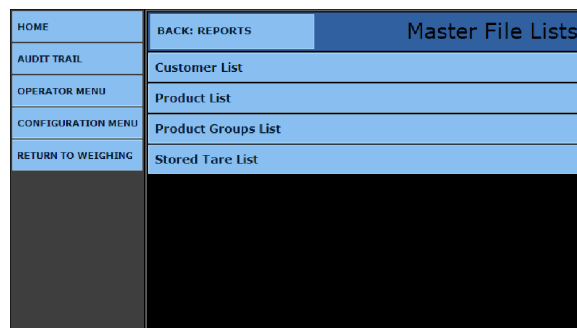 HOME
AUDIT TRAIL
OPERATOR MENU
CONFIGURATION MENU
RETURN TO WEIGHING
BACK: REPORTS
Master File Lists
Customer List
Product List
Product Groups List
Stored Tare List